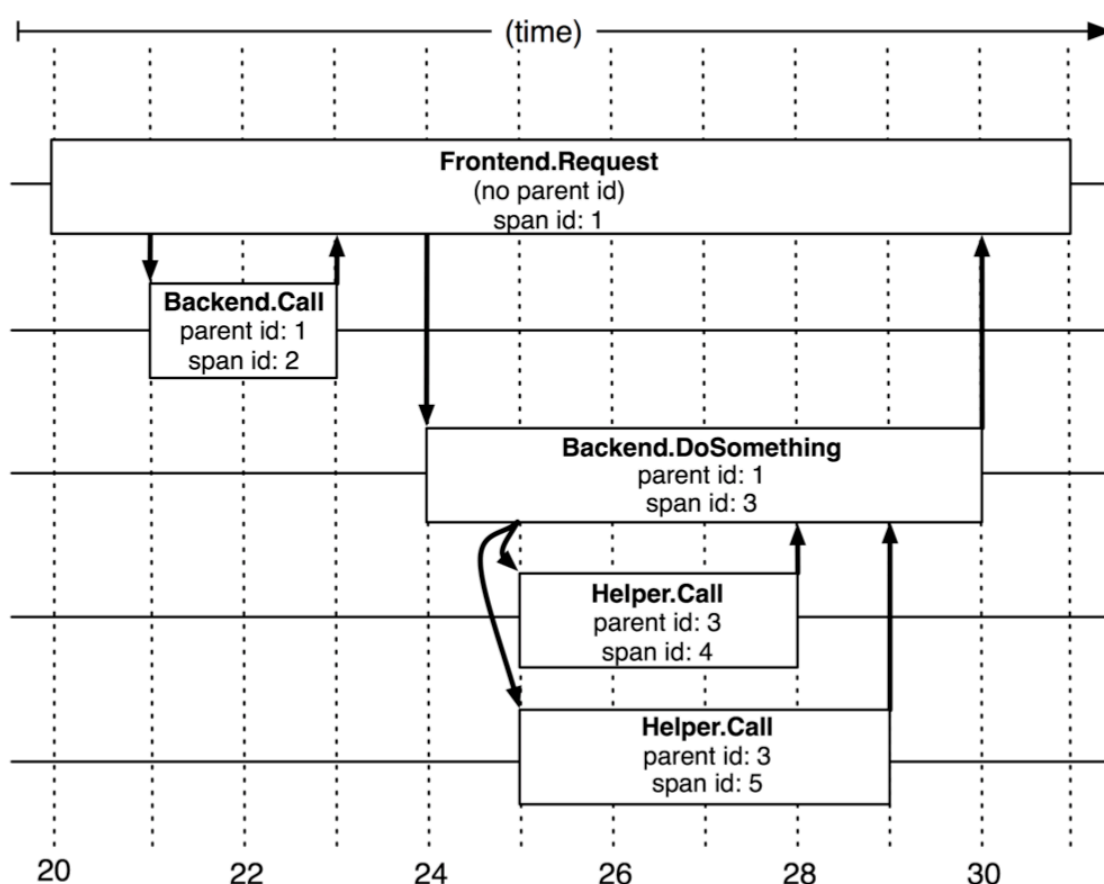 (time)
Frontend.Request
(no parent id)
span id: 1
Backend.Call
parent id: 1
span id: 2
Backend.DoSomething
parent id: 1
span id: 3
Helper.Call
parent id: 3
span id: 4
Helper.Call
parent id: 3
span id: 5
20 22 24 26 28 30